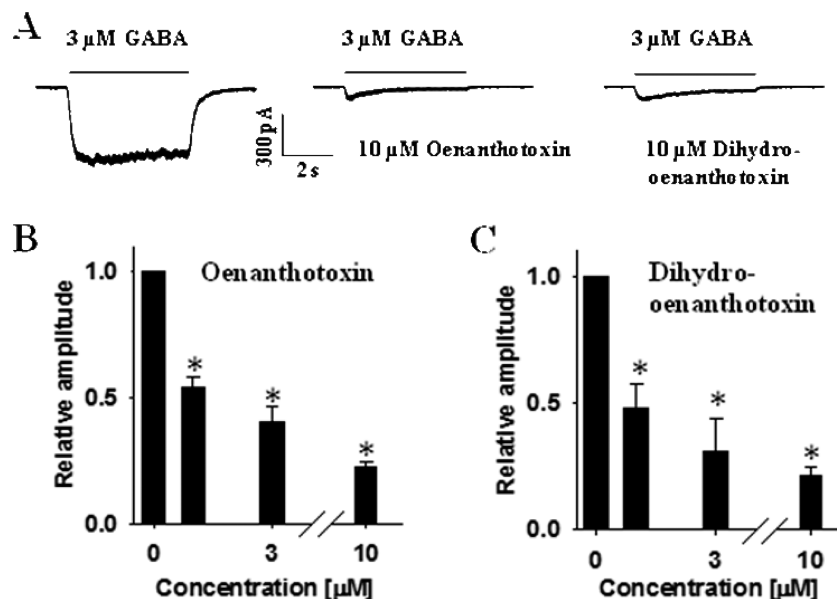 A
3 µM GABA
3 µM GABA
3 µM GABA
300 pA
2 s
10 µM Oenanthotoxin
10 µM Dihydro-
oenanthotoxin
B
Oenanthotoxin
Relative amplitude
1.0
0.5
0.0
*
*
*
0
3
10
Concentration [µM]
C
Dihydro-
oenanthotoxin
Relative amplitude
1.0
0.5
0.0
*
*
*
0
3
10
Concentration [µM]